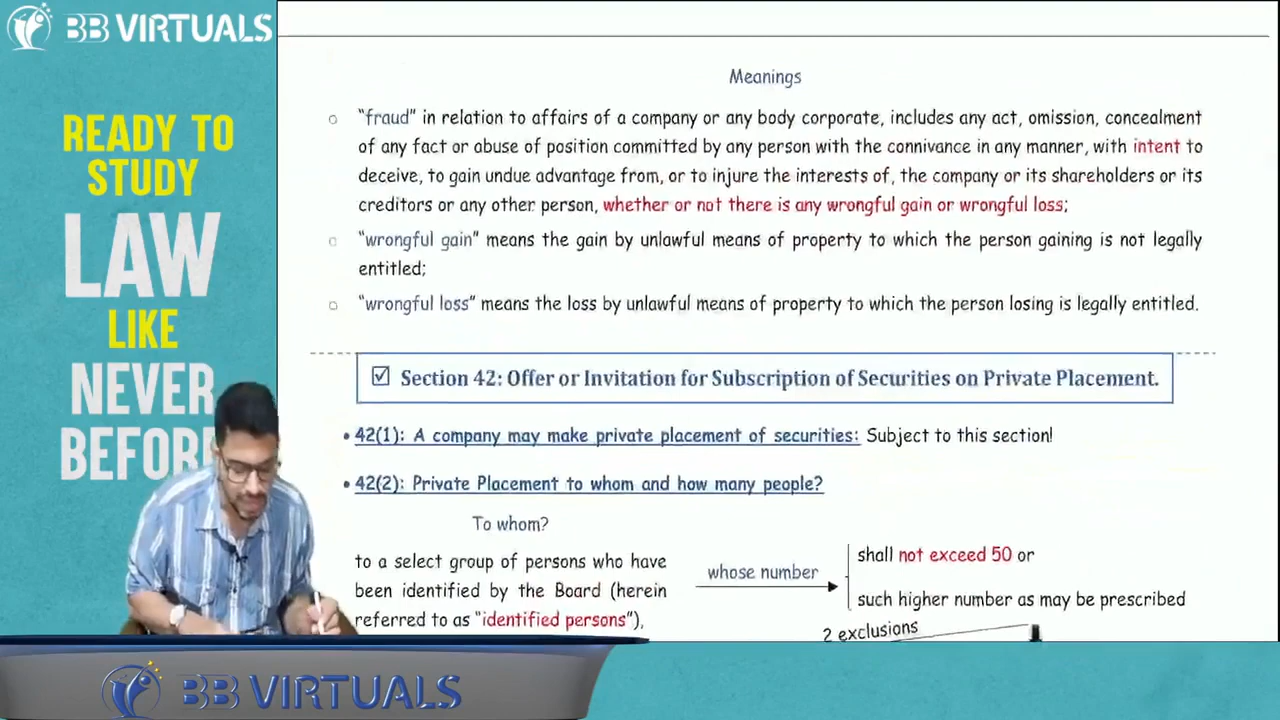 BB VIRTUALS
READY TO
STUDY
LAW
LIKE
NEVER
BEFOR
Meanings
"fraud" in relation to affairs of a company or any body corporate, includes any act, omission, concealment
of any fact or abuse of position committed by any person with the connivance in any manner, with intent to
deceive, to gain undue advantage from, or to injure the interests of, the company or its shareholders or its
creditors or any other person, whether or not there is any wrongful gain or wrongful loss;
"wrongful gain" means the gain by unlawful means of property to which the person gaining is not legally
entitled;
"wrongful loss" means the loss by unlawful means of property to which the person losing is legally entitled.
Section 42: Offer or Invitation for Subscription of Securities on Private Placement.
• 42(1): A company may make private placement of securities: Subject to this section!
• 42(2): Private Placement to whom and how many people?
To whom?
to a select group of persons who have
been identified by the Board (herein
referred to as "identified persons"),
whose number
shall not exceed 50 or
such higher number as may be prescribed
2 exclusions
BB VIRTUALS